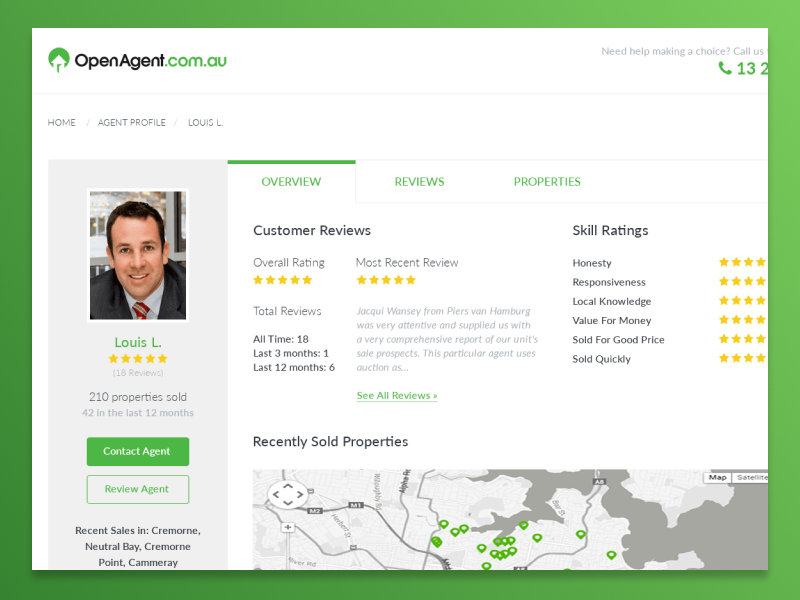 OpenAgent.com.au
Need help making a choice? Call us
13 2
HOME / AGENT PROFILE / LOUIS L.
OVERVIEW
REVIEWS
PROPERTIES
Louis L.
(18 Reviews)
210 properties sold
42 in the last 12 months
Contact Agent
Review Agent
Recent Sales in: Cremorne,
Neutral Bay, Cremorne
Point, Cammeray
Customer Reviews
Overall Rating
Total Reviews
All Time: 18
Last 3 months: 1
Last 12 months: 6
Most Recent Review
Jacqui Wansey from Piers van Hamburg
was very attentive and supplied us with
a very comprehensive report of our unit's
sale prospects. This particular agent uses
auction as...
See All Reviews »
Skill Ratings
Honesty
Responsiveness
Local Knowledge
Value For Money
Sold For Good Price
Sold Quickly
Recently Sold Properties
Map
Satellite
M2
M1
A8